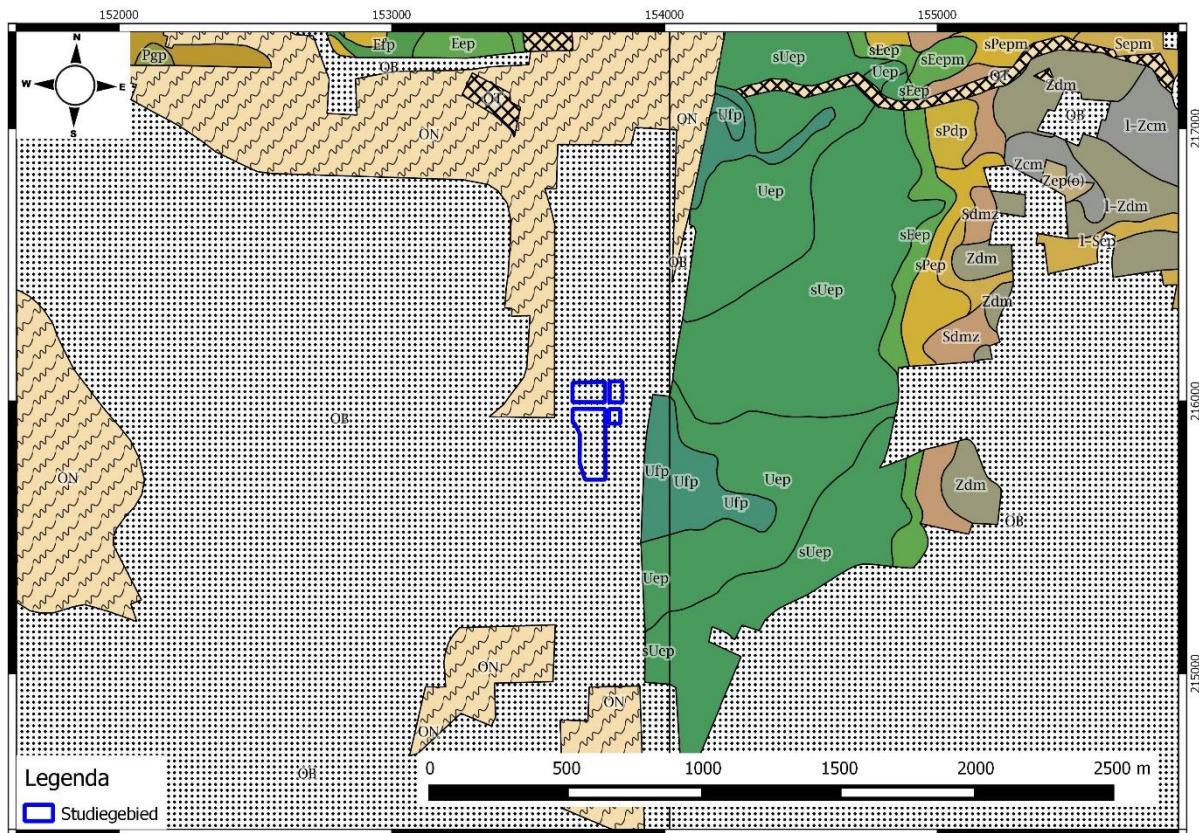 152000 153000 154000 155000
N
W E
S
Pgp Efp Eep
OB
OT
ON
ON
sUep
sEep
sPepm
Sepm
sEepm
Uep
sEep
OT
Zdm
OB
l-Zcm
Ufp
sPdp
Zcm
Zep(o)
l-Zdm
Uep
Sdmz
l-Sep
sEep
sPep
Zdm
OB
sUep
Zdm
Sdmz
217000
216000
215000
OB
ON
Ufp
Ufp
Ufp
Uep
Zdm
OB
sUep
Uep
sUep
ON
ON
ON
OB
Legenda
Studiegebied
0 500 1000 1500 2000 2500 m